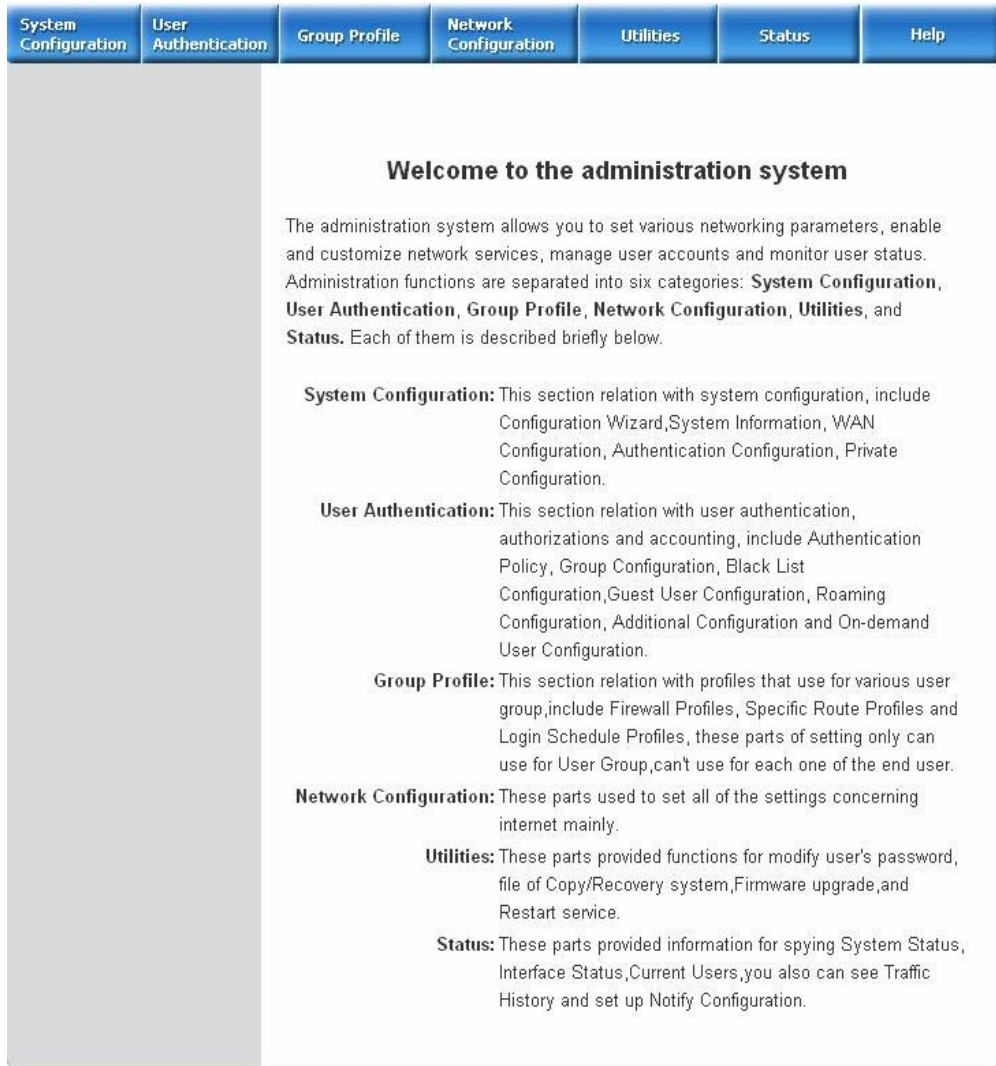 System Configuration
User Authentication
Group Profile
Network Configuration
Utilities
Status
Help
Welcome to the administration system
The administration system allows you to set various networking parameters, enable
and customize network services, manage user accounts and monitor user status.
Administration functions are separated into six categories: System Configuration,
User Authentication, Group Profile, Network Configuration, Utilities, and
Status. Each of them is described briefly below.
System Configuration: This section relation with system configuration, include
Configuration Wizard,System Information, WAN
Configuration, Authentication Configuration, Private
Configuration.
User Authentication: This section relation with user authentication,
authorizations and accounting, include Authentication
Policy, Group Configuration, Black List
Configuration,Guest User Configuration, Roaming
Configuration, Additional Configuration and On-demand
User Configuration.
Group Profile: This section relation with profiles that use for various user
group,include Firewall Profiles, Specific Route Profiles and
Login Schedule Profiles, these parts of setting only can
use for User Group,can't use for each one of the end user.
Network Configuration: These parts used to set all of the settings concerning
internet mainly.
Utilities: These parts provided functions for modify user's password,
file of Copy/Recovery system,Firmware upgrade,and
Restart service.
Status: These parts provided information for spying System Status,
Interface Status,Current Users,you also can see Traffic
History and set up Notify Configuration.